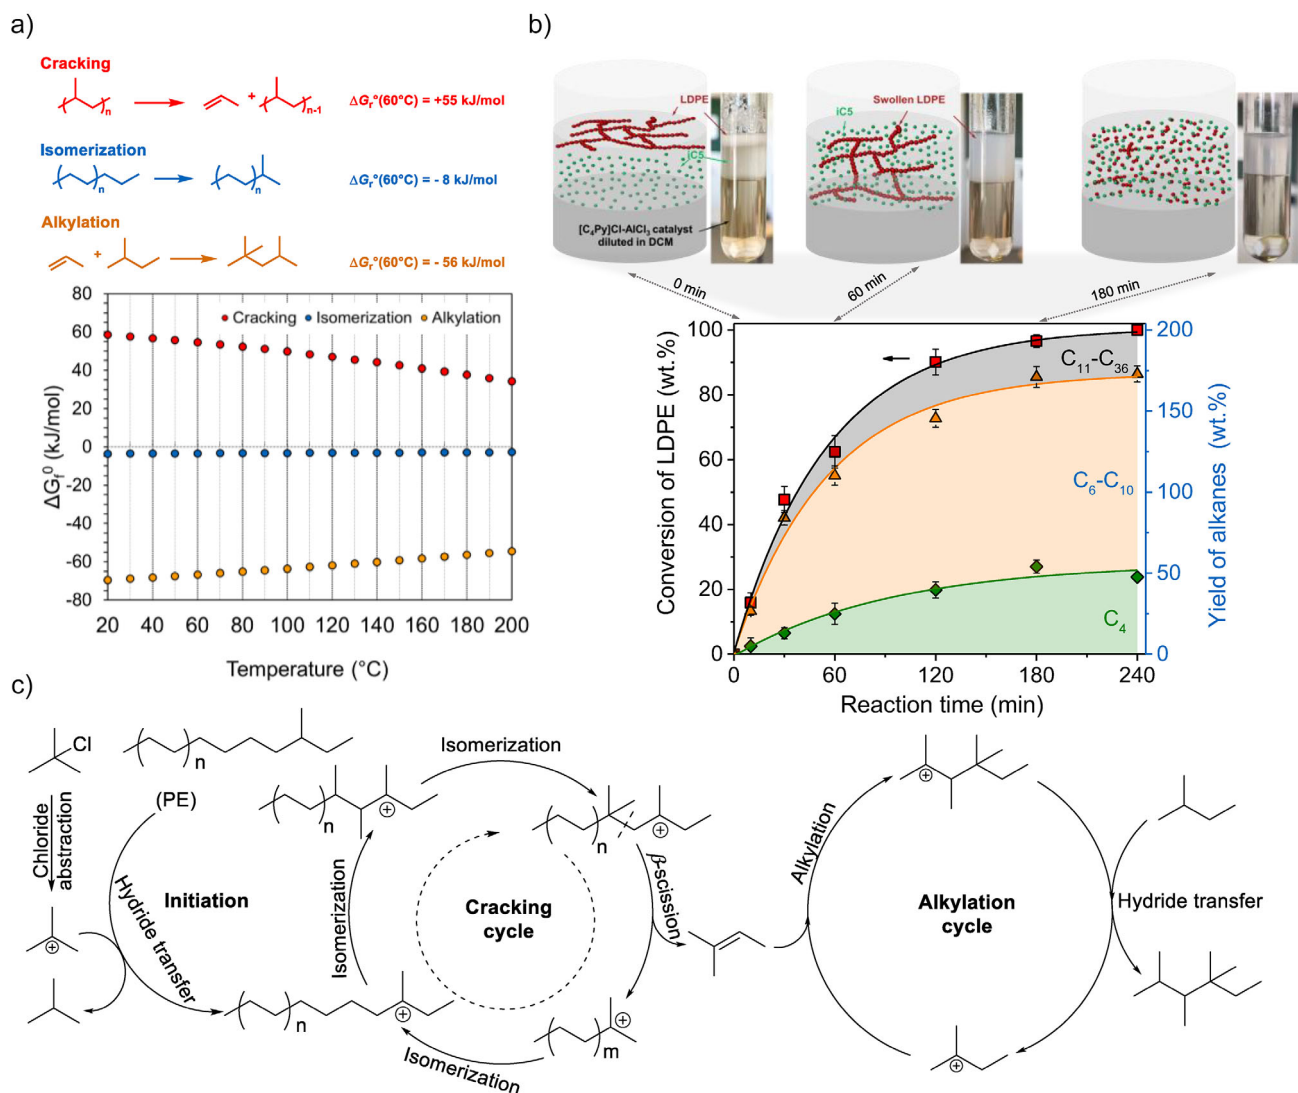 a)
Cracking
n
+
n-1
ΔGr°(60°C) = +55 kJ/mol
Isomerization
n
n
ΔGr°(60°C) = - 8 kJ/mol
Alkylation
+
ΔGr°(60°C) = - 56 kJ/mol
Cracking Isomerization Alkylation
ΔGf⁰ (kJ/mol)
80
60
40
20
0
-20
-40
-60
-80
20 40 60 80 100 120 140 160 180 200
Temperature (°C)
b)
LDPE
iC5
[C₄Py]Cl-AlCl₃ catalyst
diluted in DCM
iC5
Swollen LDPE
0 min
60 min
180 min
Conversion of LDPE (wt.%)
100
80
60
40
20
0
C₁₁-C₃₆
C₆-C₁₀
C₄
200
150
100
50
0
Yield of alkanes (wt.%)
0 60 120 180 240
Reaction time (min)
c)
Cl
n
(PE)
Chloride
abstraction
Initiation
Hydride transfer
⊕
n
⊕
Isomerization
n
⊕
Isomerization
n
⊕
Cracking
cycle
β-scission
m
⊕
Isomerization
Alkylation
⊕
Alkylation
cycle
Hydride transfer
⊕